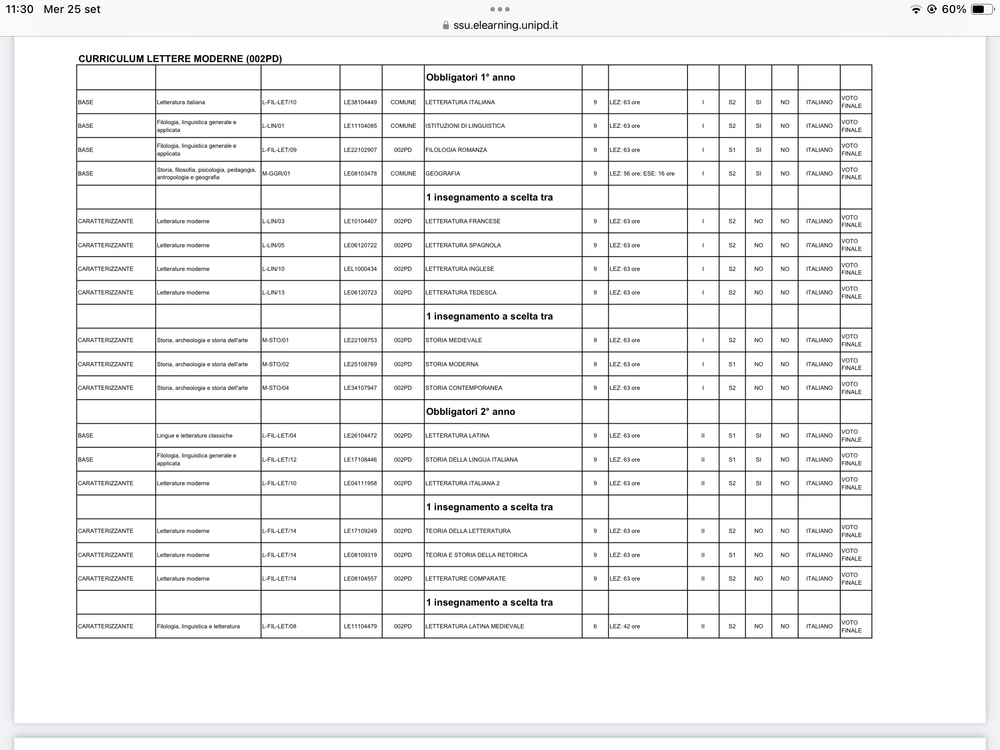 11:30 Mer 25 set
60%
ssu.elearning.unipd.it
CURRICULUM LETTERE MODERNE (002PD)
Obbligatori 1° anno
BASE Letteratura italiana L-FIL-LET/10 LE38104449 COMUNE LETTERATURA ITALIANA 9 LEZ: 63 ore I S2 SI NO ITALIANO VOTO FINALE
BASE Filologia, linguistica generale e applicata L-LIN/01 LE11104085 COMUNE ISTITUZIONI DI LINGUISTICA 9 LEZ: 63 ore I S2 SI NO ITALIANO VOTO FINALE
BASE Filologia, linguistica generale e applicata L-FIL-LET/09 LE22102907 002PD FILOLOGIA ROMANZA 9 LEZ: 63 ore I S1 SI NO ITALIANO VOTO FINALE
BASE Storia, filosofia, psicologia, pedagogia, antropologia e geografia M-GGR/01 LE08103478 COMUNE GEOGRAFIA 9 LEZ: 56 ore; ESE: 16 ore I S2 SI NO ITALIANO VOTO FINALE
1 insegnamento a scelta tra
CARATTERIZZANTE Letterature moderne L-LIN/03 LE10104407 002PD LETTERATURA FRANCESE 9 LEZ: 63 ore I S2 NO NO ITALIANO VOTO FINALE
CARATTERIZZANTE Letterature moderne L-LIN/05 LE06120722 002PD LETTERATURA SPAGNOLA 9 LEZ: 63 ore I S2 NO NO ITALIANO VOTO FINALE
CARATTERIZZANTE Letterature moderne L-LIN/10 LEL1000434 002PD LETTERATURA INGLESE 9 LEZ: 63 ore I S2 NO NO ITALIANO VOTO FINALE
CARATTERIZZANTE Letterature moderne L-LIN/13 LE06120723 002PD LETTERATURA TEDESCA 9 LEZ: 63 ore I S2 NO NO ITALIANO VOTO FINALE
1 insegnamento a scelta tra
CARATTERIZZANTE Storia, archeologia e storia dell'arte M-STO/01 LE22108753 002PD STORIA MEDIEVALE 9 LEZ: 63 ore I S2 NO NO ITALIANO VOTO FINALE
CARATTERIZZANTE Storia, archeologia e storia dell'arte M-STO/02 LE25108769 002PD STORIA MODERNA 9 LEZ: 63 ore I S1 NO NO ITALIANO VOTO FINALE
CARATTERIZZANTE Storia, archeologia e storia dell'arte M-STO/04 LE34107947 002PD STORIA CONTEMPORANEA 9 LEZ: 63 ore I S2 NO NO ITALIANO VOTO FINALE
Obbligatori 2° anno
BASE Lingue e letterature classiche L-FIL-LET/04 LE26104472 002PD LETTERATURA LATINA 9 LEZ: 63 ore II S1 SI NO ITALIANO VOTO FINALE
BASE Filologia, linguistica generale e applicata L-FIL-LET/12 LE17108446 002PD STORIA DELLA LINGUA ITALIANA 9 LEZ: 63 ore II S1 SI NO ITALIANO VOTO FINALE
CARATTERIZZANTE Letterature moderne L-FIL-LET/10 LE04111958 002PD LETTERATURA ITALIANA 2 9 LEZ: 63 ore II S2 SI NO ITALIANO VOTO FINALE
1 insegnamento a scelta tra
CARATTERIZZANTE Letterature moderne L-FIL-LET/14 LE17109249 002PD TEORIA DELLA LETTERATURA 9 LEZ: 63 ore II S2 NO NO ITALIANO VOTO FINALE
CARATTERIZZANTE Letterature moderne L-FIL-LET/14 LE08109319 002PD TEORIA E STORIA DELLA RETORICA 9 LEZ: 63 ore II S1 NO NO ITALIANO VOTO FINALE
CARATTERIZZANTE Letterature moderne L-FIL-LET/14 LE08104557 002PD LETTERATURE COMPARATE 9 LEZ: 63 ore II S2 NO NO ITALIANO VOTO FINALE
1 insegnamento a scelta tra
CARATTERIZZANTE Filologia, linguistica e letteratura L-FIL-LET/08 LE11104479 002PD LETTERATURA LATINA MEDIEVALE 6 LEZ: 42 ore II S2 NO NO ITALIANO VOTO FINALE